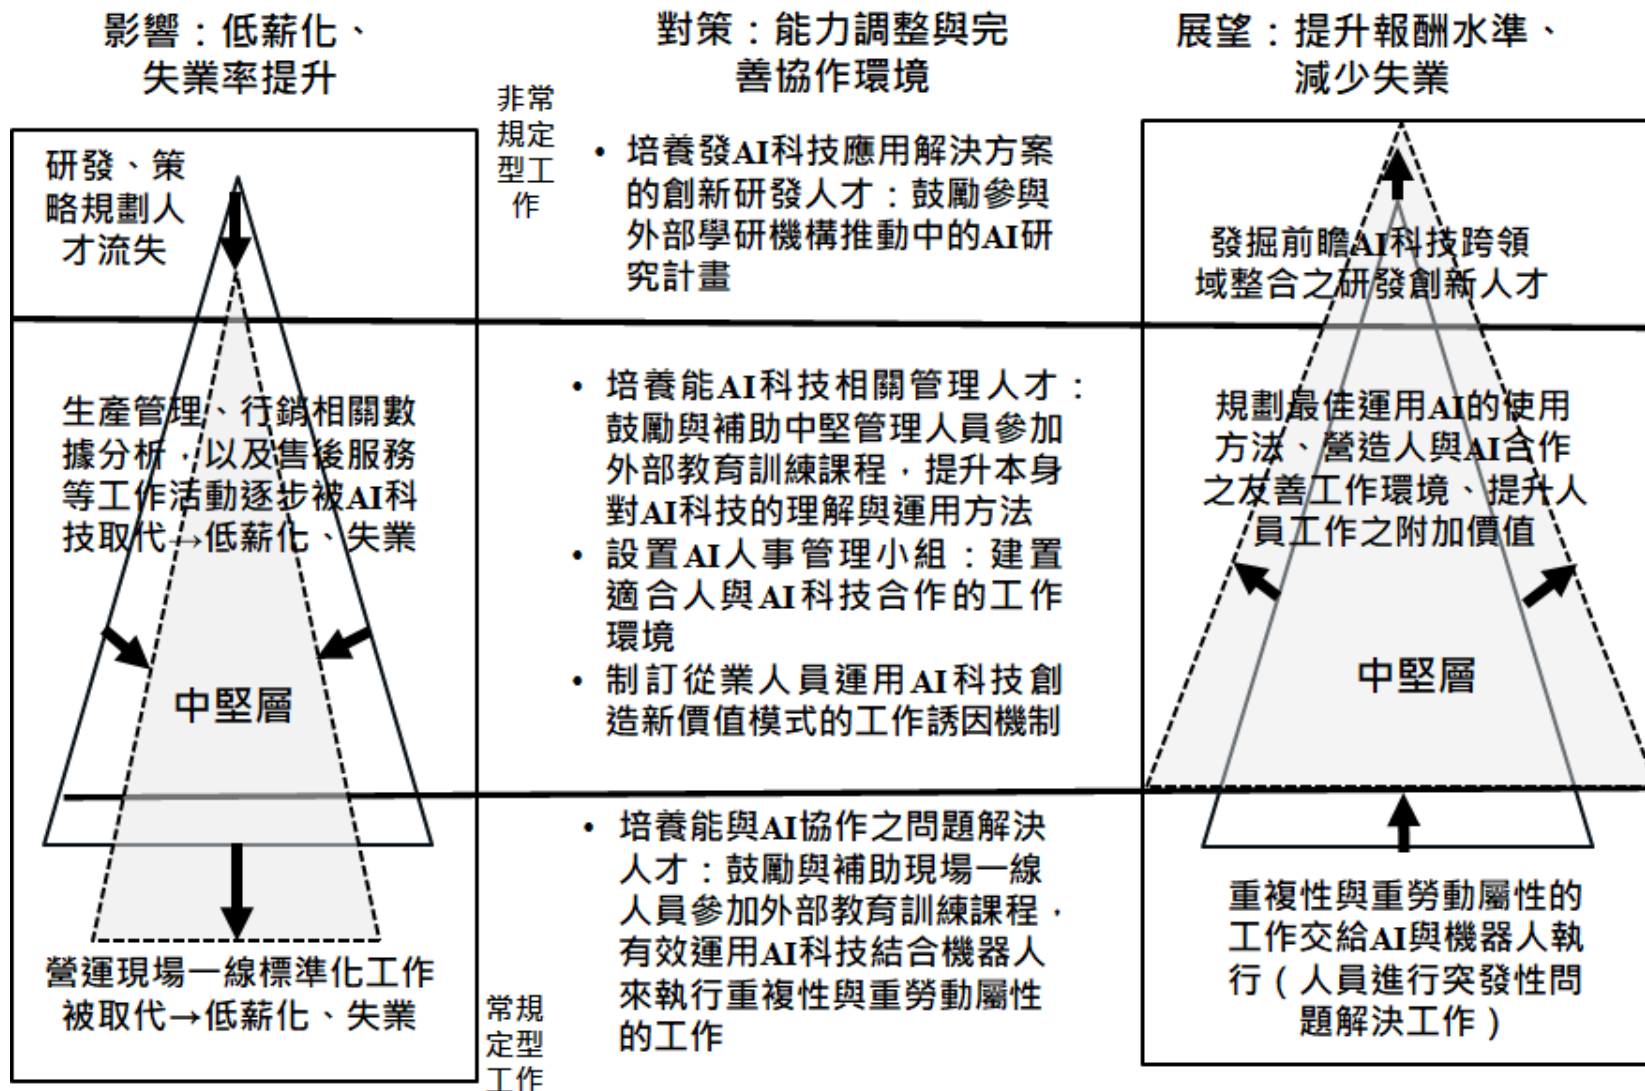 影響：低薪化、
失業率提升
研發、策
略規劃人
才流失
生產管理、行銷相關數
據分析，以及售後服務
等工作活動逐步被AI科
技取代→低薪化、失業
中堅層
營運現場一線標準化工作
被取代→低薪化、失業
非常
規定
型工
作
常規
定型
工作
對策：能力調整與完
善協作環境
• 培養發AI科技應用解決方案
的創新研發人才：鼓勵參與
外部學研機構推動中的AI研
究計畫
• 培養能AI科技相關管理人才：
鼓勵與補助中堅管理人員參加
外部教育訓練課程，提升本身
對AI科技的理解與運用方法
• 設置AI人事管理小組：建置
適合人與AI科技合作的工作
環境
• 制訂從業人員運用AI科技創
造新價值模式的工作誘因機制
• 培養能與AI協作之問題解決
人才：鼓勵與補助現場一線
人員參加外部教育訓練課程，
有效運用AI科技結合機器人
來執行重複性與重勞動屬性
的工作
展望：提升報酬水準、
減少失業
發掘前瞻AI科技跨領
域整合之研發創新人才
規劃最佳運用AI的使用
方法、營造人與AI合作
之友善工作環境、提升人
員工作之附加價值
中堅層
重複性與重勞動屬性的
工作交給AI與機器人執
行（人員進行突發性問
題解決工作）